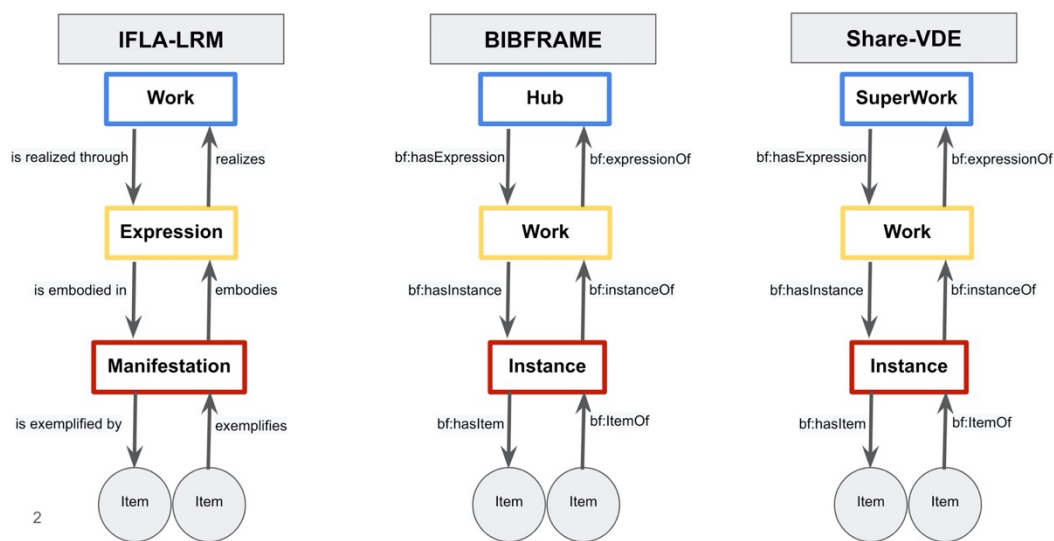 IFLA-LRM
Work
is realized through
realizes
Expression
is embodied in
embodies
Manifestation
is exemplified by
exemplifies
Item
Item
BIBFRAME
Hub
bf:hasExpression
bf:expressionOf
Work
bf:hasInstance
bf:instanceOf
Instance
bf:hasItem
bf:ItemOf
Item
Item
Share-VDE
SuperWork
bf:hasExpression
bf:expressionOf
Work
bf:hasInstance
bf:instanceOf
Instance
bf:hasItem
bf:ItemOf
Item
Item
2